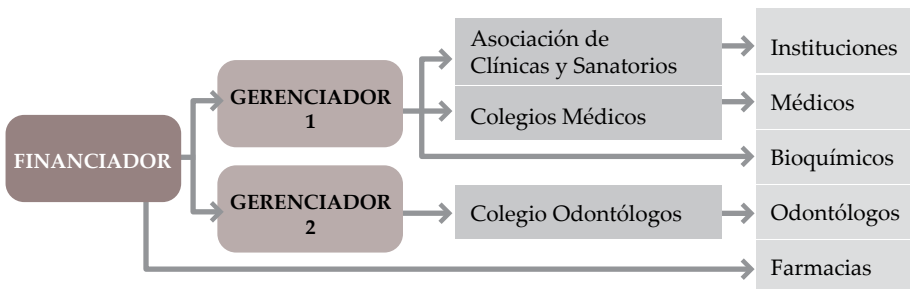 FINANCIADOR
GERENCIADOR
1
GERENCIADOR
2
Asociación de
Clínicas y Sanatorios
Colegios Médicos
Colegio Odontólogos
Instituciones
Médicos
Bioquímicos
Odontólogos
Farmacias